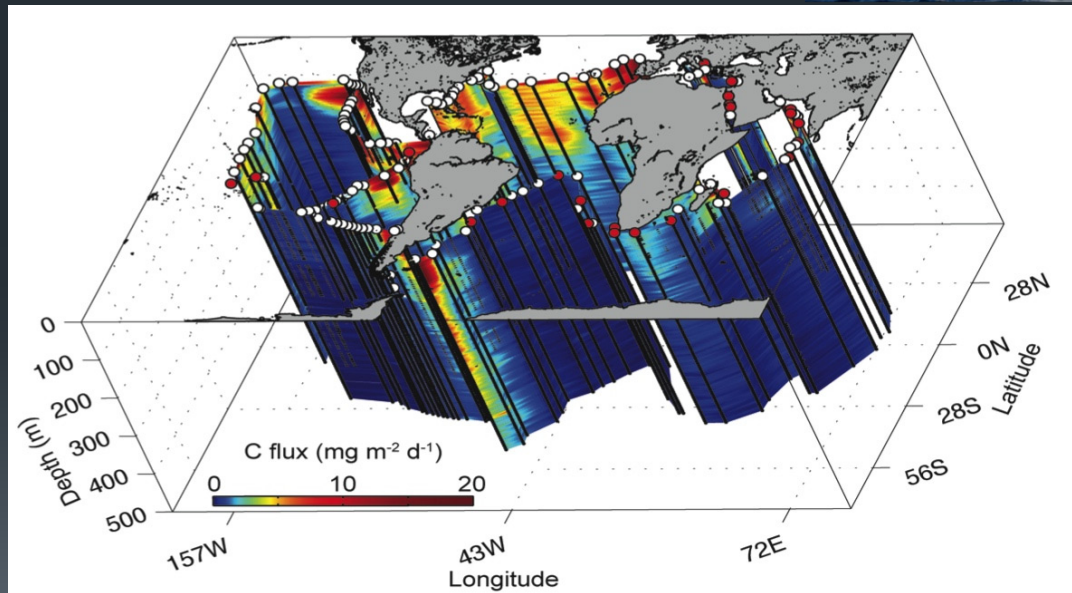 0
100
200
300
400
500
Depth (m)
C flux (mg m⁻² d⁻¹)
0 10 20
157W
43W
72E
Longitude
28N
0N
28S
56S
Latitude